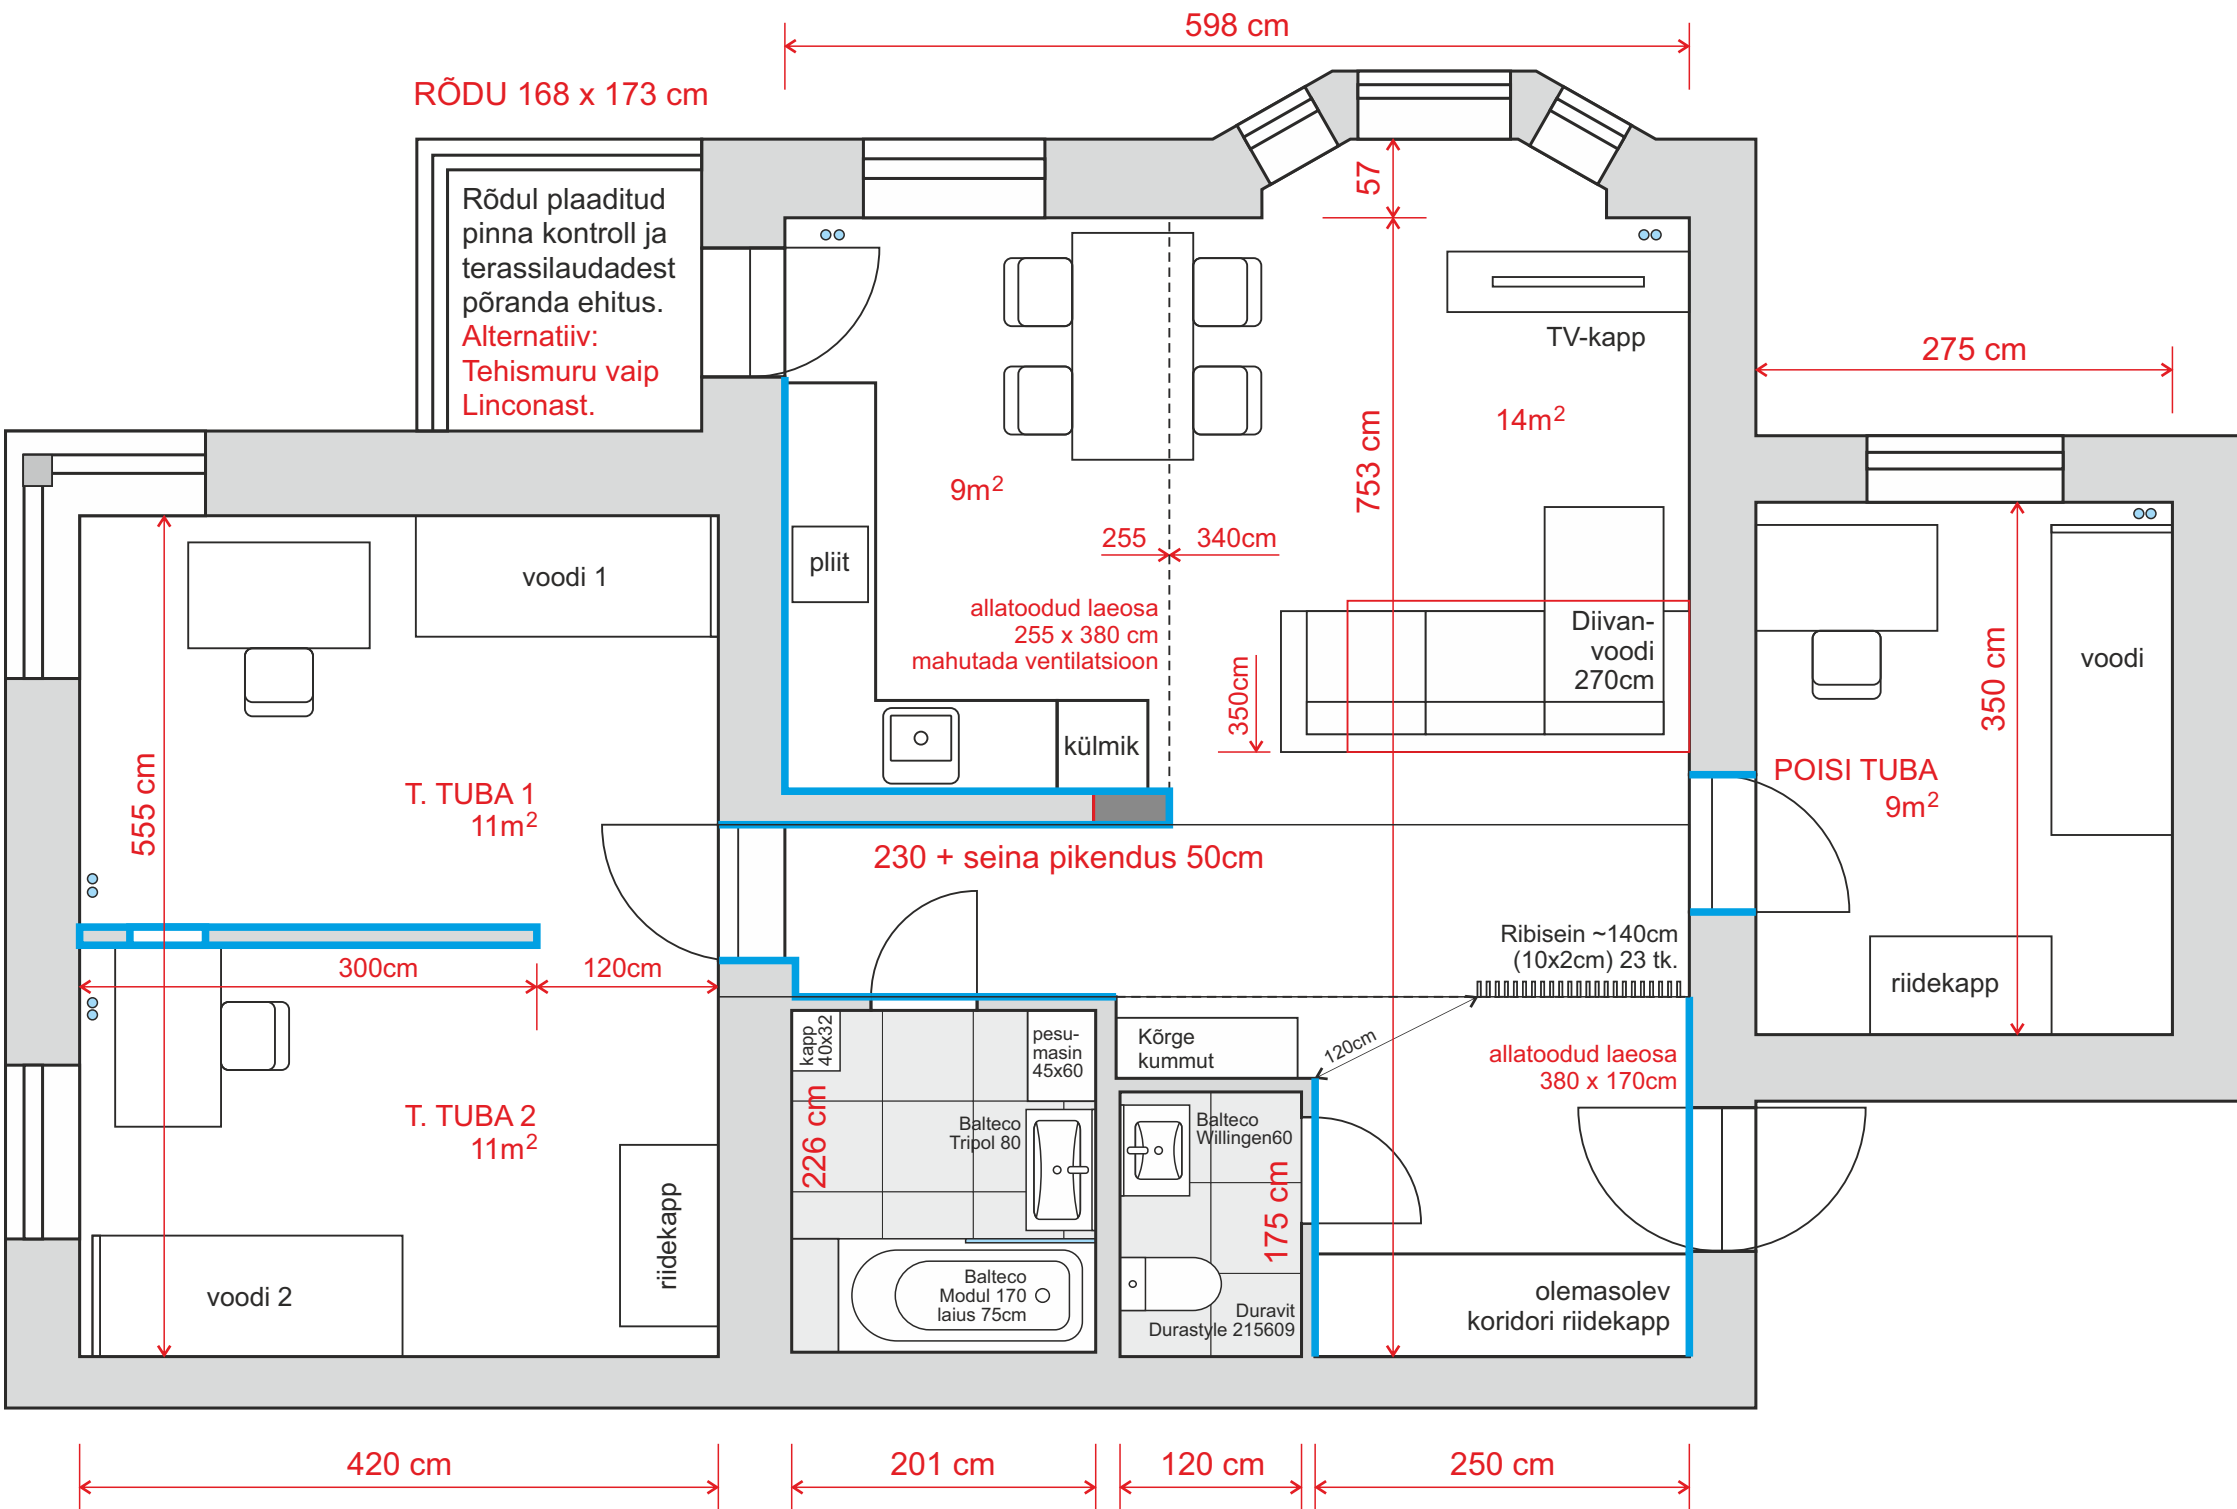 598 cm
RÕDU 168 x 173 cm
57
Rõdul plaaditud
pinna kontroll ja
terassilaudadest
põranda ehitus.
Alternatiiv:
Tehismuru vaip
Linconast.
TV-kapp
275 cm
14m²
753 cm
9m²
255
340cm
pliit
voodi 1
allatoodud laeosa
255 x 380 cm
mahutada ventilatsioon
Diivan-
voodi
270cm
350cm
350 cm
voodi
külmik
555 cm
T. TUBA 1
11m²
POISI TUBA
9m²
230 + seina pikendus 50cm
Ribisein ~140cm
(10x2cm) 23 tk.
300cm
120cm
riidekapp
kapp
40x32
pesu-
masin
45x60
Kõrge
kummut
120cm
allatoodud laeosa
380 x 170cm
T. TUBA 2
11m²
226 cm
Balteco
Tripol 80
Balteco
Willingen60
175 cm
riidekapp
voodi 2
Balteco
Modul 170
laius 75cm
Duravit
Durastyle 215609
olemasolev
koridori riidekapp
420 cm
201 cm
120 cm
250 cm